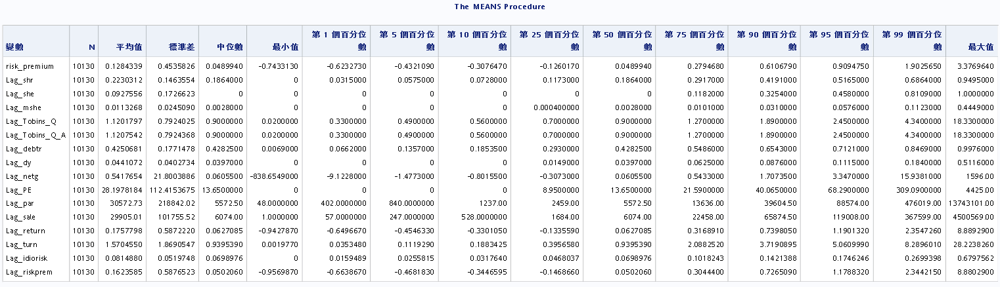 The MEANS Procedure
變數 N 平均值 標準差 中位數 最小值 第 1 個百分位數 第 5 個百分位數 第 10 個百分位數 第 25 個百分位數 第 50 個百分位數 第 75 個百分位數 第 90 個百分位數 第 95 個百分位數 第 99 個百分位數 最大值
risk_premium 10130 0.1284339 0.4535826 0.0489940 -0.7433130 -0.6232730 -0.4321090 -0.3076470 -0.1260170 0.0489940 0.2794680 0.6106790 0.9094750 1.9025650 3.3769640
Lag_shr 10130 0.2230312 0.1463554 0.1864000 0 0.0315000 0.0575000 0.0728000 0.1173000 0.1864000 0.2917000 0.4191000 0.5165000 0.6864000 0.9495000
Lag_she 10130 0.0927556 0.1726623 0 0 0 0 0 0 0 0.1182000 0.3254000 0.4580000 0.8109000 1.0000000
Lag_mshe 10130 0.0113268 0.0245090 0.0028000 0 0 0 0 0.000400000 0.0028000 0.0101000 0.0310000 0.0576000 0.1123000 0.4449000
Lag_Tobins_Q 10130 1.1201797 0.7924025 0.9000000 0.0200000 0.3300000 0.4900000 0.5600000 0.7000000 0.9000000 1.2700000 1.8900000 2.4500000 4.3400000 18.3300000
Lag_Tobins_Q_A 10130 1.1207542 0.7924368 0.9000000 0.0200000 0.3300000 0.4900000 0.5600000 0.7000000 0.9000000 1.2700000 1.8900000 2.4500000 4.3400000 18.3300000
Lag_debtr 10130 0.4250681 0.1771478 0.4282500 0.0069000 0.0662000 0.1357000 0.1853500 0.2930000 0.4282500 0.5486000 0.6543000 0.7121000 0.8469000 0.9976000
Lag_dy 10130 0.0441072 0.0402734 0.0397000 0 0 0 0 0.0149000 0.0397000 0.0625000 0.0876000 0.1115000 0.1840000 0.5116000
Lag_netg 10130 0.5417654 21.8003886 0.0605500 -838.6549000 -9.1228000 -1.4773000 -0.8015500 -0.3073000 0.0605500 0.5433000 1.7073500 3.3470000 15.9381000 1596.00
Lag_PE 10130 28.1978184 112.4153675 13.6500000 0 0 0 0 8.9500000 13.6500000 21.5900000 40.0650000 68.2900000 309.0900000 4425.00
Lag_par 10130 30572.73 218842.02 5572.50 48.0000000 402.0000000 840.0000000 1237.00 2459.00 5572.50 13636.00 39604.50 88574.00 476019.00 13743101.00
Lag_sale 10130 29905.01 101755.52 6074.00 1.0000000 57.0000000 247.0000000 528.0000000 1684.00 6074.00 22458.00 65874.50 119008.00 367599.00 4500569.00
Lag_return 10130 0.1757798 0.5872220 0.0627085 -0.9427870 -0.6496670 -0.4546330 -0.3301050 -0.1335590 0.0627085 0.3168910 0.7398050 1.1901320 2.3547260 8.8892900
Lag_turn 10130 1.5704550 1.8690547 0.9395390 0.0019770 0.0353480 0.1119290 0.1883425 0.3956580 0.9395390 2.0882520 3.7190895 5.0609990 8.2896010 28.2238260
Lag_idiorisk 10130 0.0814880 0.0519748 0.0698976 0 0.0159489 0.0255815 0.0317640 0.0468037 0.0698976 0.1018243 0.1421388 0.1746246 0.2699398 0.6797562
Lag_riskprem 10130 0.1623585 0.5876523 0.0502060 -0.9569870 -0.6638670 -0.4681830 -0.3446595 -0.1468660 0.0502060 0.3044400 0.7265090 1.1788320 2.3442150 8.8802900